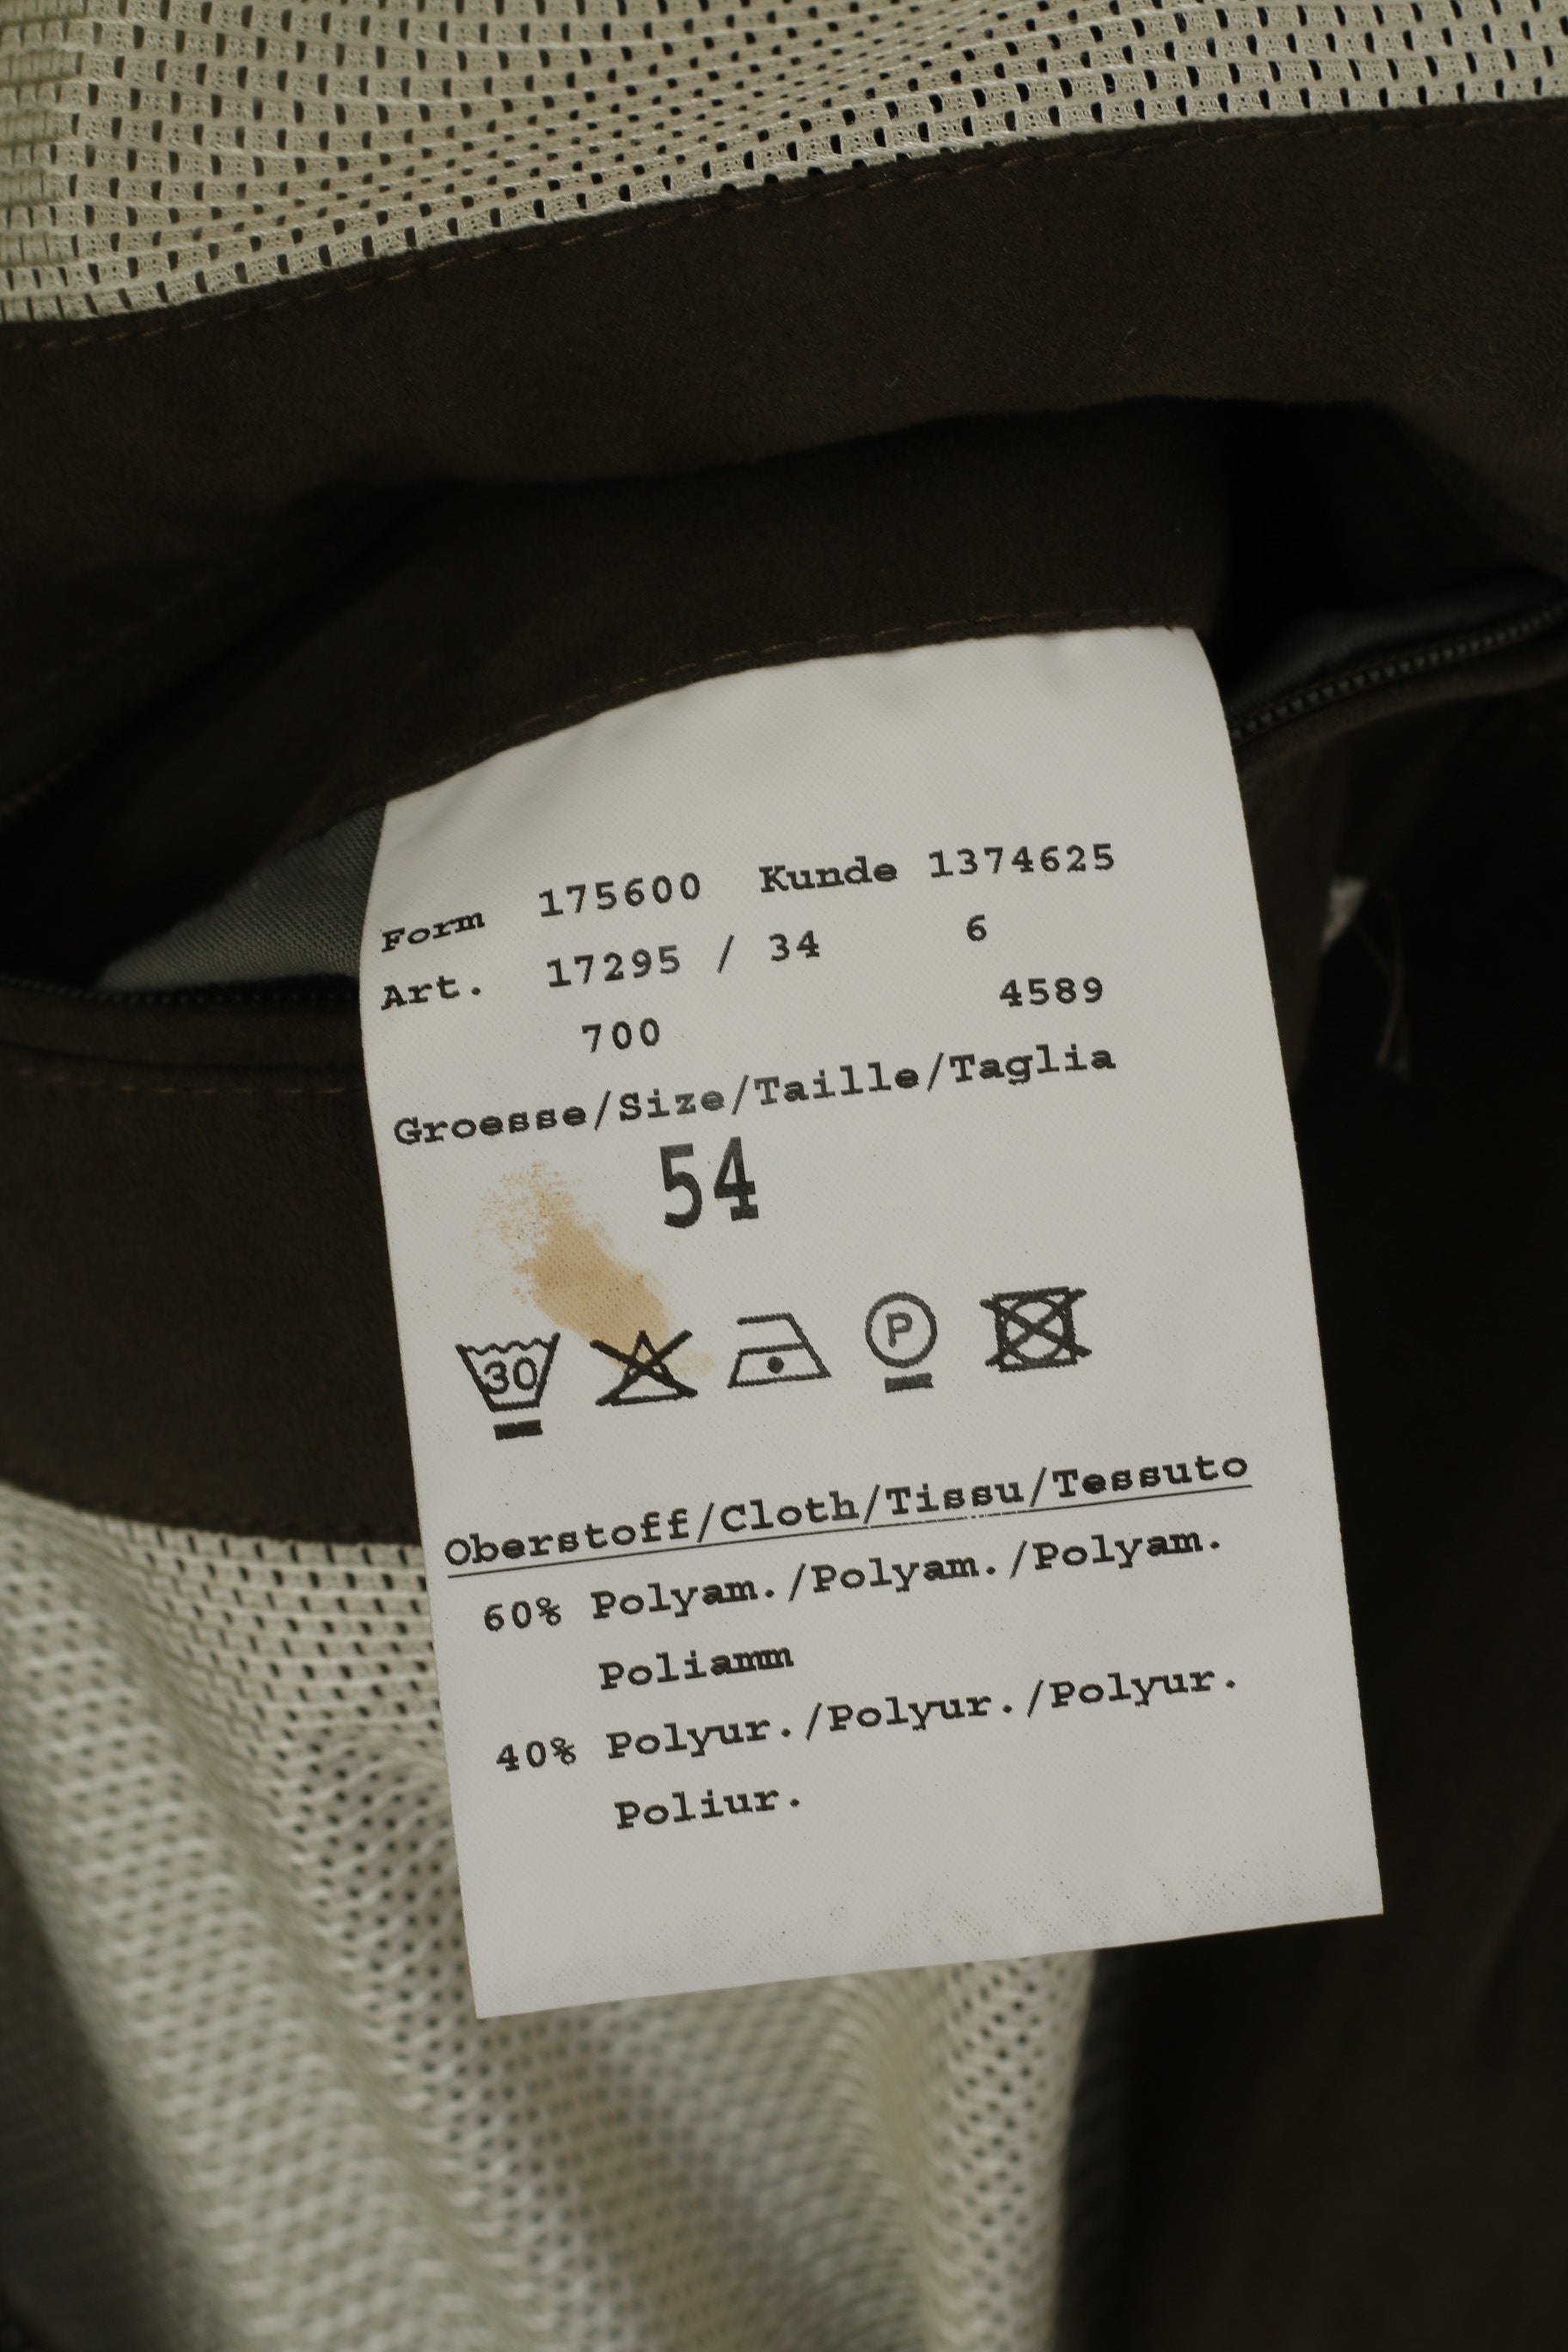 Form 175600 Kunde 1374625
Art. 17295 / 34 6
700 4589
Groesse/Size/Taille/Taglia
54
30 P
Oberstoff/Cloth/Tissu/Tessuto
60% Polyam./Polyam./Polyam.
Poliamm
40% Polyur./Polyur./Polyur.
Poliur.